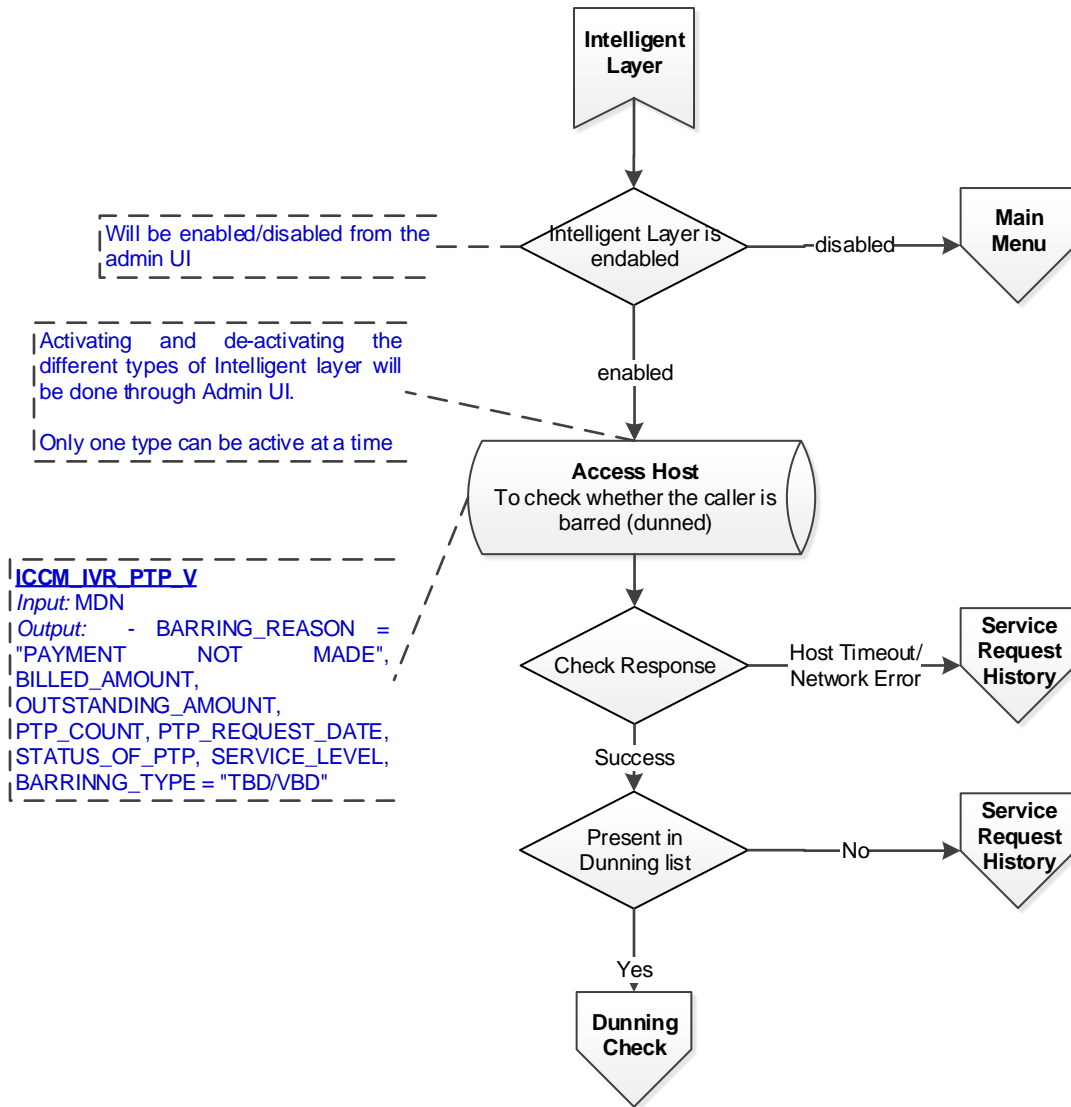 Intelligent
Layer
Will be enabled/disabled from the
admin UI
Intelligent Layer is
endabled
disabled
Main
Menu
Activating and de-activating the
different types of Intelligent layer will
be done through Admin UI.
Only one type can be active at a time
enabled
Access Host
To check whether the caller is
barred (dunned)
ICCM_IVR_PTP_V
Input: MDN
Output: - BARRING_REASON =
"PAYMENT NOT MADE",
BILLED_AMOUNT,
OUTSTANDING_AMOUNT,
PTP_COUNT, PTP_REQUEST_DATE,
STATUS_OF_PTP, SERVICE_LEVEL,
BARRINNG_TYPE = "TBD/VBD"
Check Response
Host Timeout/
Network Error
Service
Request
History
Success
Present in
Dunning list
No
Service
Request
History
Yes
Dunning
Check